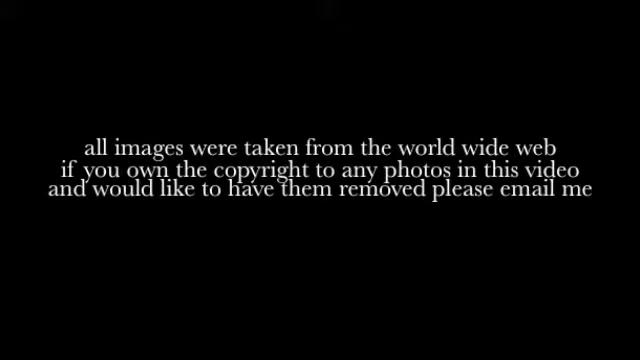 all images were taken from the world wide web
if you own the copyright to any photos in this video
and would like to have them removed please email me